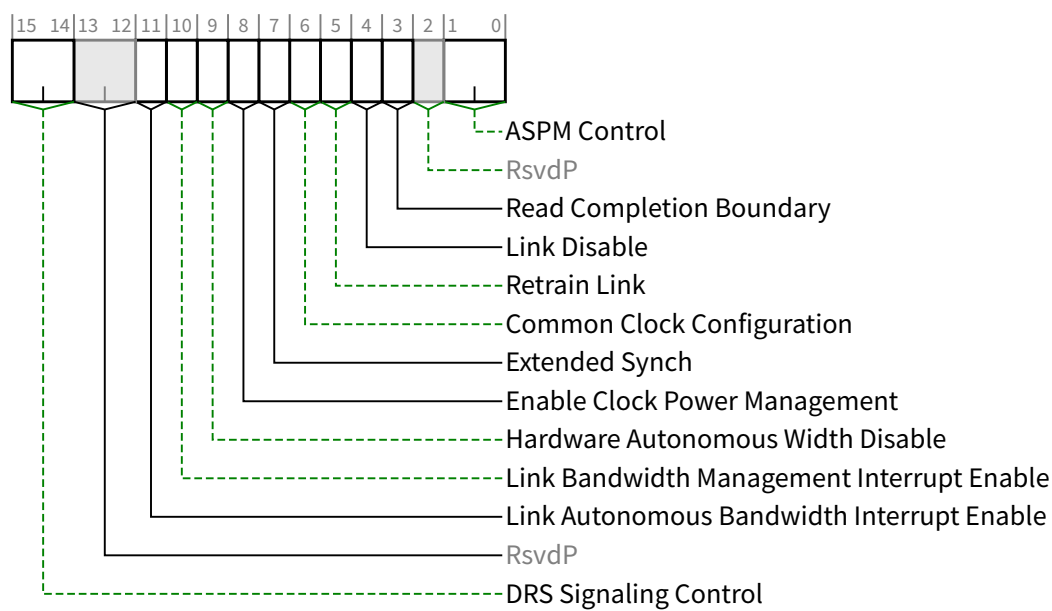 15 14 13 12 11 10 9 8 7 6 5 4 3 2 1 0
ASPM Control
RsvdP
Read Completion Boundary
Link Disable
Retrain Link
Common Clock Configuration
Extended Synch
Enable Clock Power Management
Hardware Autonomous Width Disable
Link Bandwidth Management Interrupt Enable
Link Autonomous Bandwidth Interrupt Enable
RsvdP
DRS Signaling Control